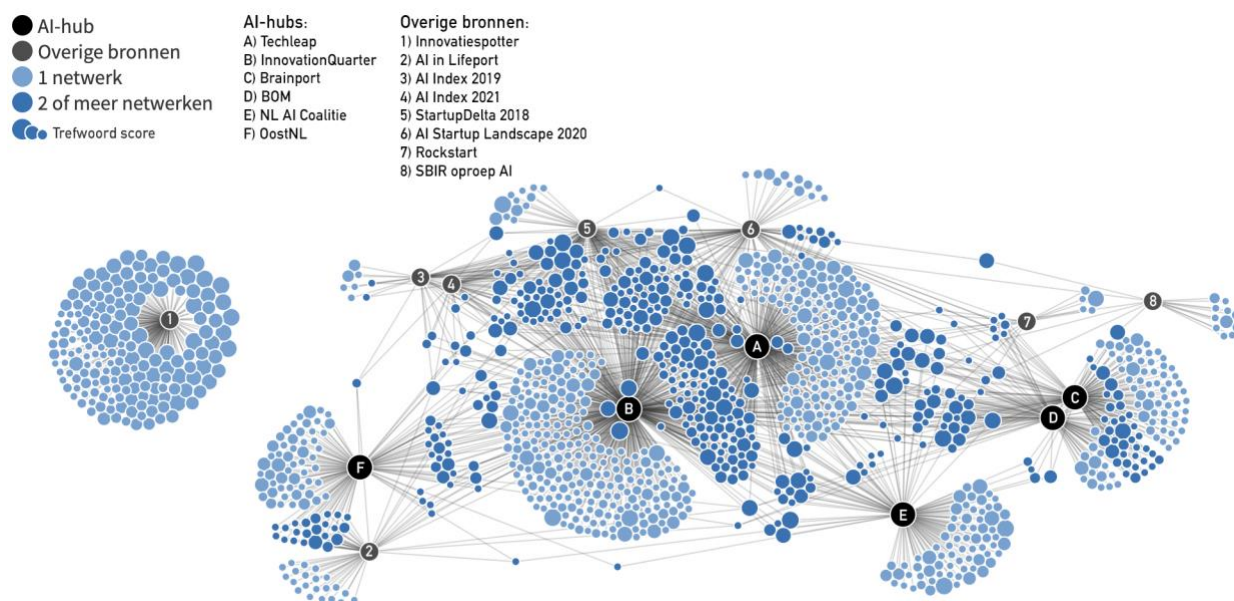 AI-hub
Overige bronnen
1 netwerk
2 of meer netwerken
Trefwoord score
AI-hubs:
A) Techleap
B) InnovationQuarter
C) Brainport
D) BOM
E) NL AI Coalitie
F) OostNL
Overige bronnen:
1) Innovatiespotter
2) AI in Lifeport
3) AI Index 2019
4) AI Index 2021
5) StartupDelta 2018
6) AI Startup Landscape 2020
7) Rockstart
8) SBIR oproep AI
5
6
3
4
8
1
7
A
C
B
D
F
E
2